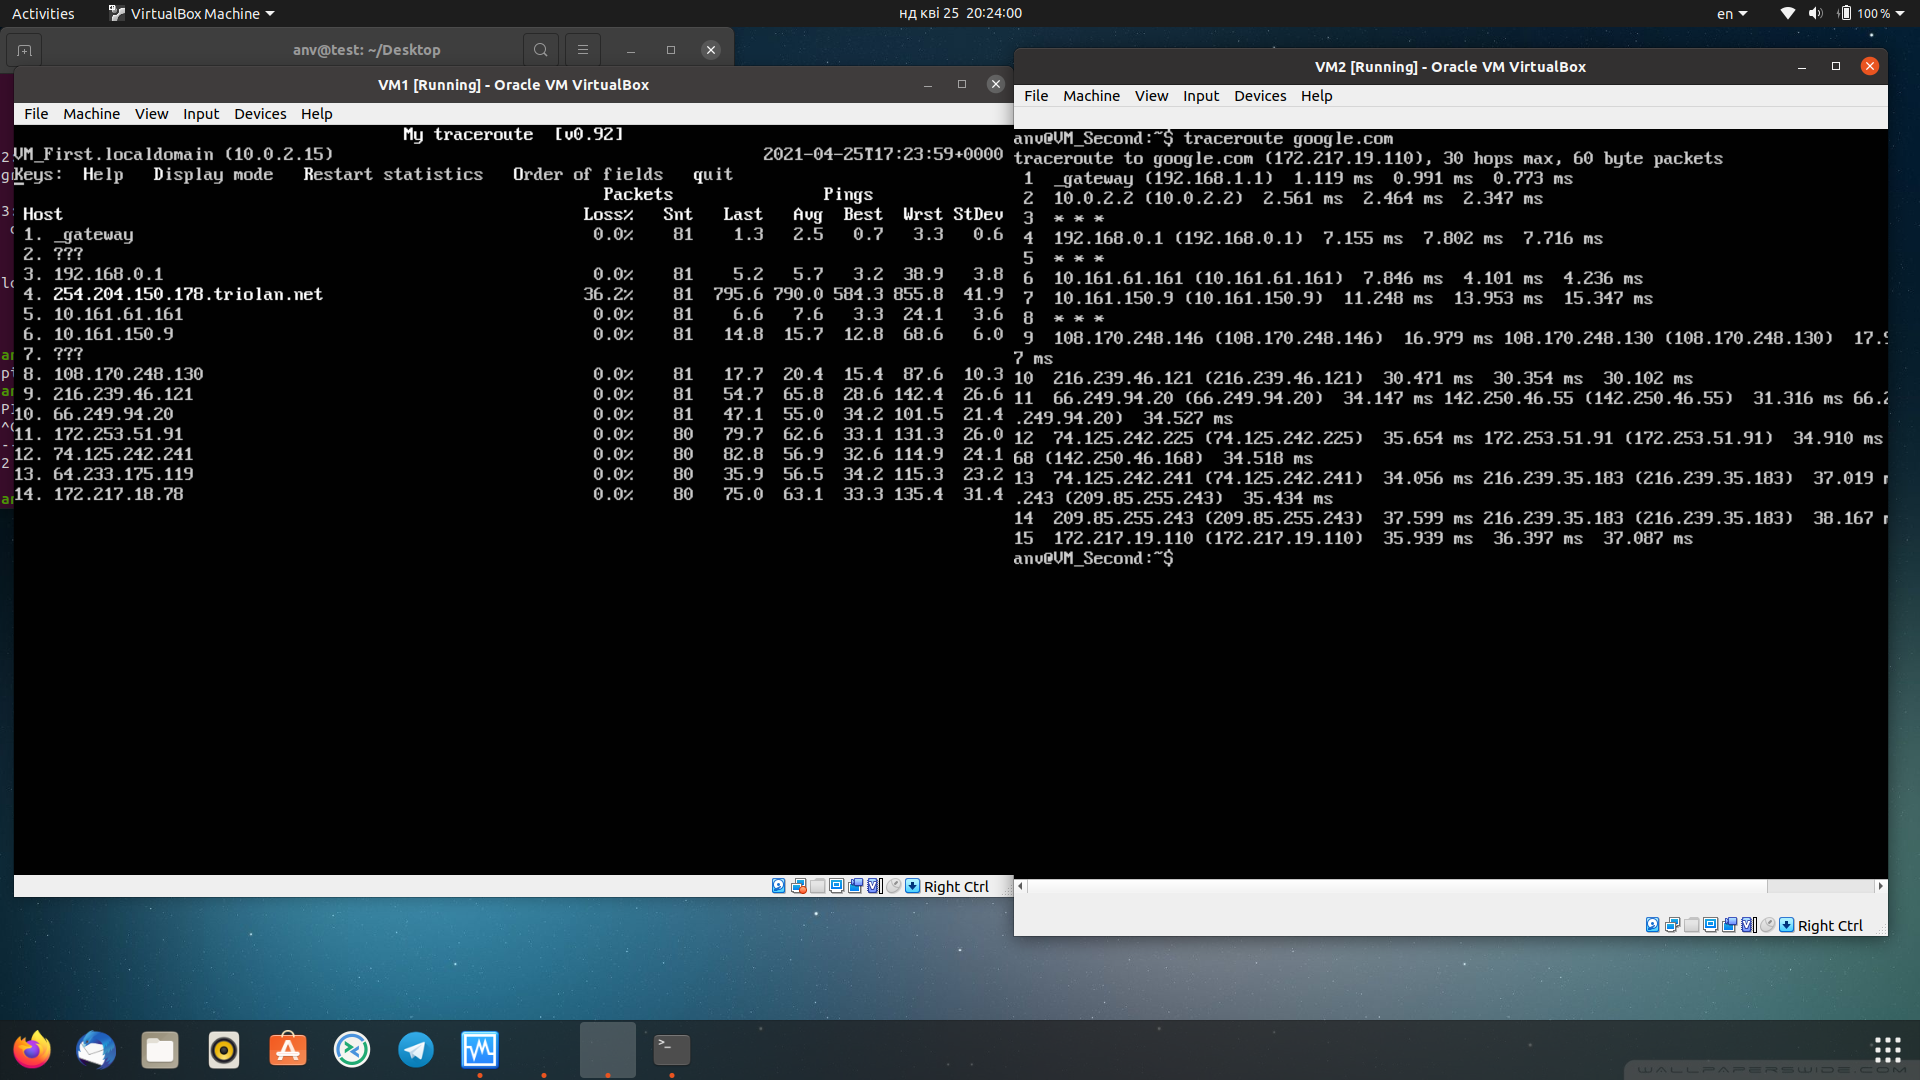 Activities
VirtualBox Machine
нд кві 25 20:24:00
en
100 %
anv@test: ~/Desktop
VM1 [Running] - Oracle VM VirtualBox
File Machine View Input Devices Help
My traceroute [v0.92]
VM_First.localdomain (10.0.2.15) 2021-04-25T17:23:59+0000
Keys: Help Display mode Restart statistics Order of fields quit
Packets Pings
Host Loss% Snt Last Avg Best Wrst StDev
1. _gateway 0.0% 81 1.3 2.5 0.7 3.3 0.6
2. ???
3. 192.168.0.1 0.0% 81 5.2 5.7 3.2 38.9 3.8
4. 254.204.150.178.triolan.net 36.2% 81 795.6 790.0 584.3 855.8 41.9
5. 10.161.61.161 0.0% 81 6.6 7.6 3.3 24.1 3.6
6. 10.161.150.9 0.0% 81 14.8 15.7 12.8 68.6 6.0
7. ???
8. 108.170.248.130 0.0% 81 17.7 20.4 15.4 87.6 10.3
9. 216.239.46.121 0.0% 81 54.7 65.8 28.6 142.4 26.6
10. 66.249.94.20 0.0% 81 47.1 55.0 34.2 101.5 21.4
11. 172.253.51.91 0.0% 80 79.7 62.6 33.1 131.3 26.0
12. 74.125.242.241 0.0% 80 82.8 56.9 32.6 114.9 24.1
13. 64.233.175.119 0.0% 80 35.9 56.5 34.2 115.3 23.2
14. 172.217.18.78 0.0% 80 75.0 63.1 33.3 135.4 31.4
Right Ctrl
VM2 [Running] - Oracle VM VirtualBox
File Machine View Input Devices Help
anv@VM_Second:~$ traceroute google.com
traceroute to google.com (172.217.19.110), 30 hops max, 60 byte packets
1 _gateway (192.168.1.1) 1.119 ms 0.991 ms 0.773 ms
2 10.0.2.2 (10.0.2.2) 2.561 ms 2.464 ms 2.347 ms
3 * * *
4 192.168.0.1 (192.168.0.1) 7.155 ms 7.802 ms 7.716 ms
5 * * *
6 10.161.61.161 (10.161.61.161) 7.846 ms 4.101 ms 4.236 ms
7 10.161.150.9 (10.161.150.9) 11.248 ms 13.953 ms 15.347 ms
8 * * *
9 108.170.248.146 (108.170.248.146) 16.979 ms 108.170.248.130 (108.170.248.130) 17.9
7 ms
10 216.239.46.121 (216.239.46.121) 30.471 ms 30.354 ms 30.102 ms
11 66.249.94.20 (66.249.94.20) 34.147 ms 142.250.46.55 (142.250.46.55) 31.316 ms 66.2
.249.94.20) 34.527 ms
12 74.125.242.225 (74.125.242.225) 35.654 ms 172.253.51.91 (172.253.51.91) 34.910 ms
68 (142.250.46.168) 34.518 ms
13 74.125.242.241 (74.125.242.241) 34.056 ms 216.239.35.183 (216.239.35.183) 37.019
.243 (209.85.255.243) 35.434 ms
14 209.85.255.243 (209.85.255.243) 37.599 ms 216.239.35.183 (216.239.35.183) 38.167
15 172.217.19.110 (172.217.19.110) 35.939 ms 36.397 ms 37.087 ms
anv@VM_Second:~$
Right Ctrl
WALLPAPERSWIDE.COM